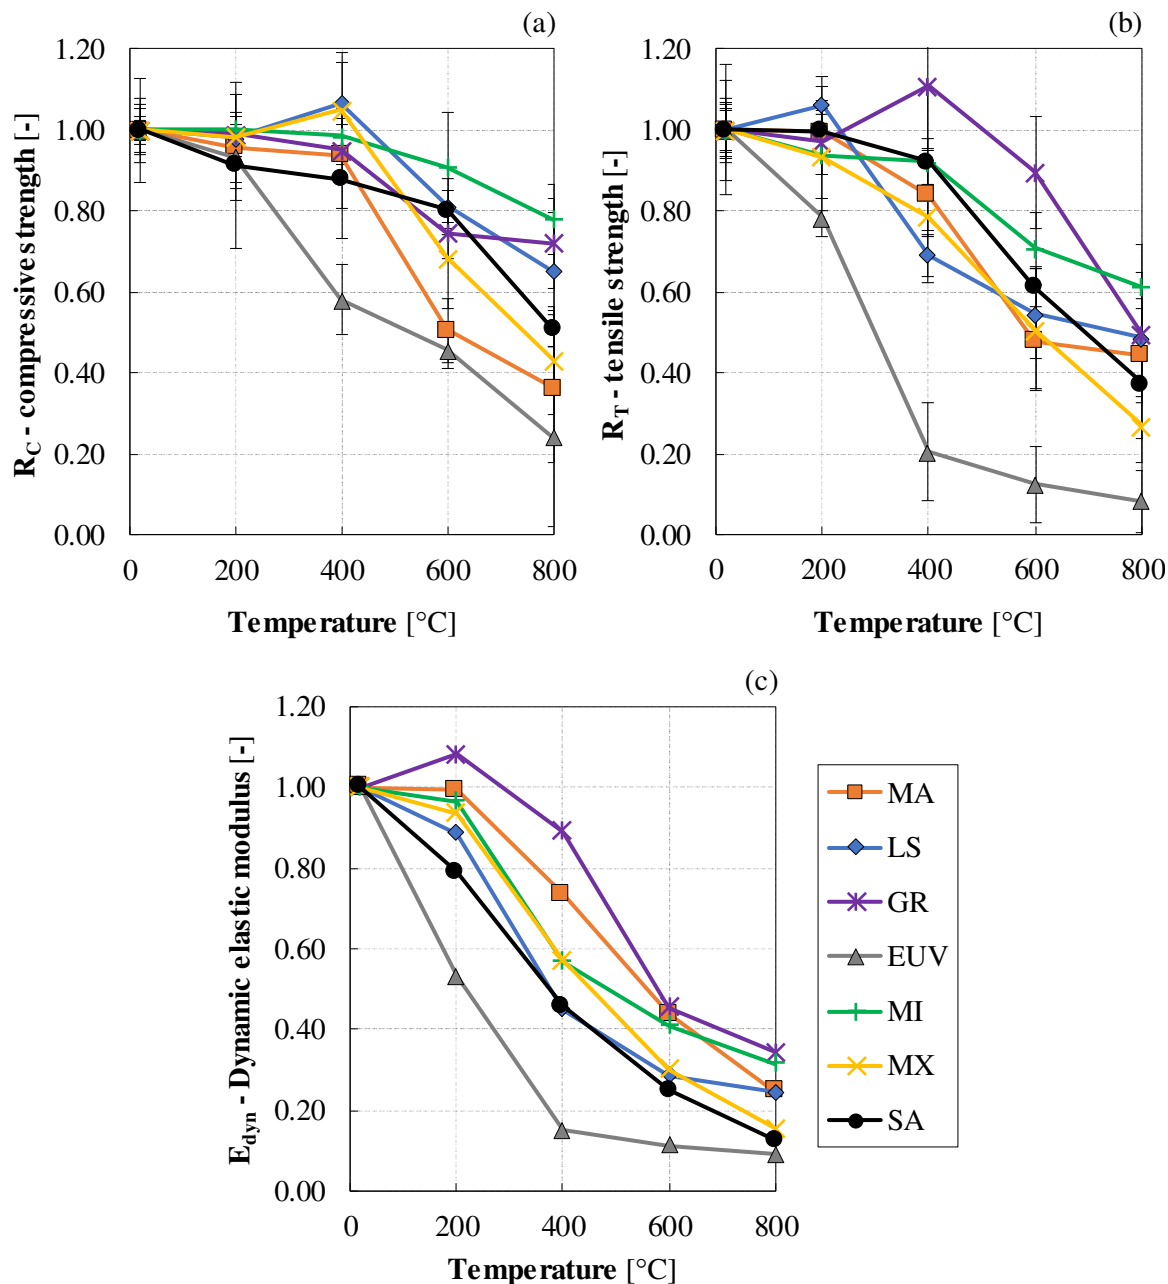 (a)
1.20
1.00
0.80
0.60
0.40
0.20
0.00
R_C - compressive strength [-]
0 200 400 600 800
Temperature [°C]
(b)
1.20
1.00
0.80
0.60
0.40
0.20
0.00
R_T - tensile strength [-]
0 200 400 600 800
Temperature [°C]
(c)
1.20
1.00
0.80
0.60
0.40
0.20
0.00
E_dyn - Dynamic elastic modulus [-]
0 200 400 600 800
Temperature [°C]
MA
LS
GR
EUV
MI
MX
SA